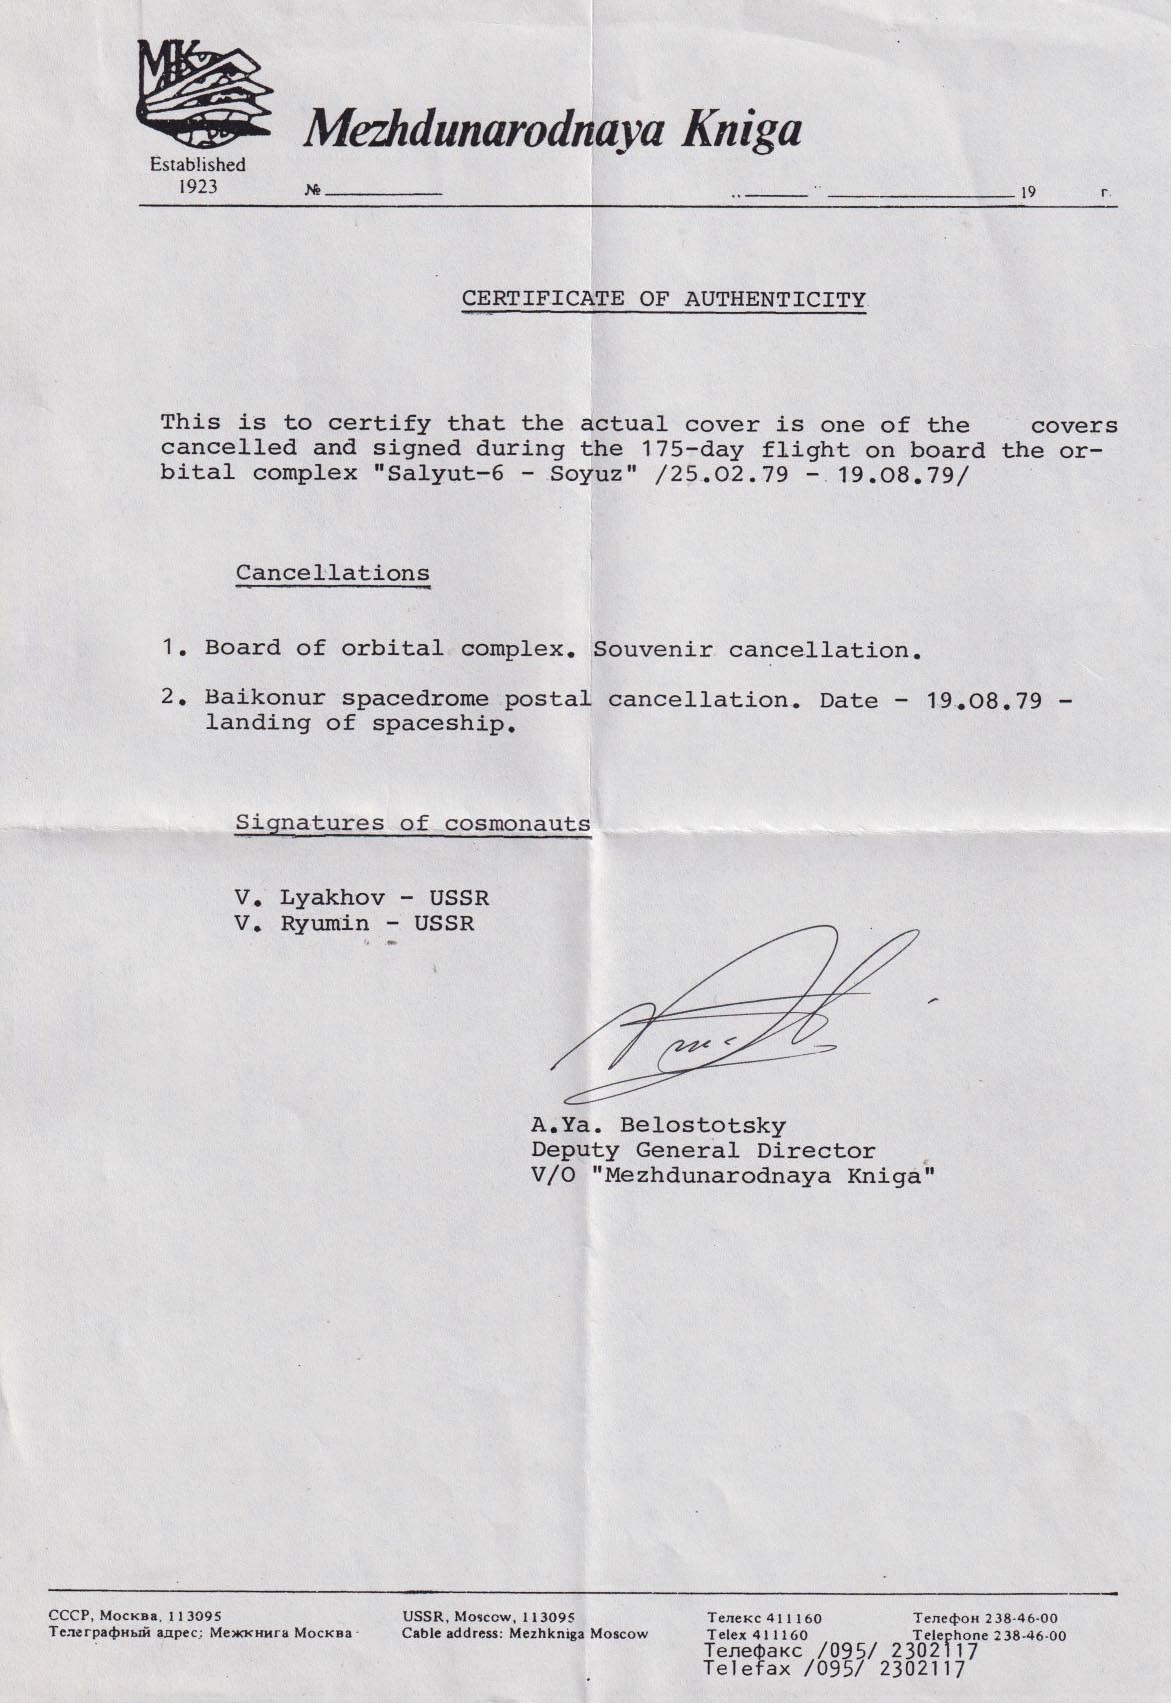 MK
Mezhdunarodnaya Kniga
Established
1923
№ ____ „____" ____ 19 г.
CERTIFICATE OF AUTHENTICITY
This is to certify that the actual cover is one of the covers
cancelled and signed during the 175-day flight on board the or-
bital complex "Salyut-6 - Soyuz" /25.02.79 - 19.08.79/
Cancellations
1. Board of orbital complex. Souvenir cancellation.
2. Baikonur spacedrome postal cancellation. Date - 19.08.79 -
landing of spaceship.
Signatures of cosmonauts
V. Lyakhov - USSR
V. Ryumin - USSR
A.Ya. Belostotsky
Deputy General Director
V/O "Mezhdunarodnaya Kniga"
СССР, Москва, 113095
Телеграфный адрес: Межкнига Москва
USSR, Moscow, 113095
Cable address: Mezhkniga Moscow
Телекс 411160
Telex 411160
Телефон 238-46-00
Telephone 238-46-00
Телефакс /095/ 2302117
Telefax /095/ 2302117